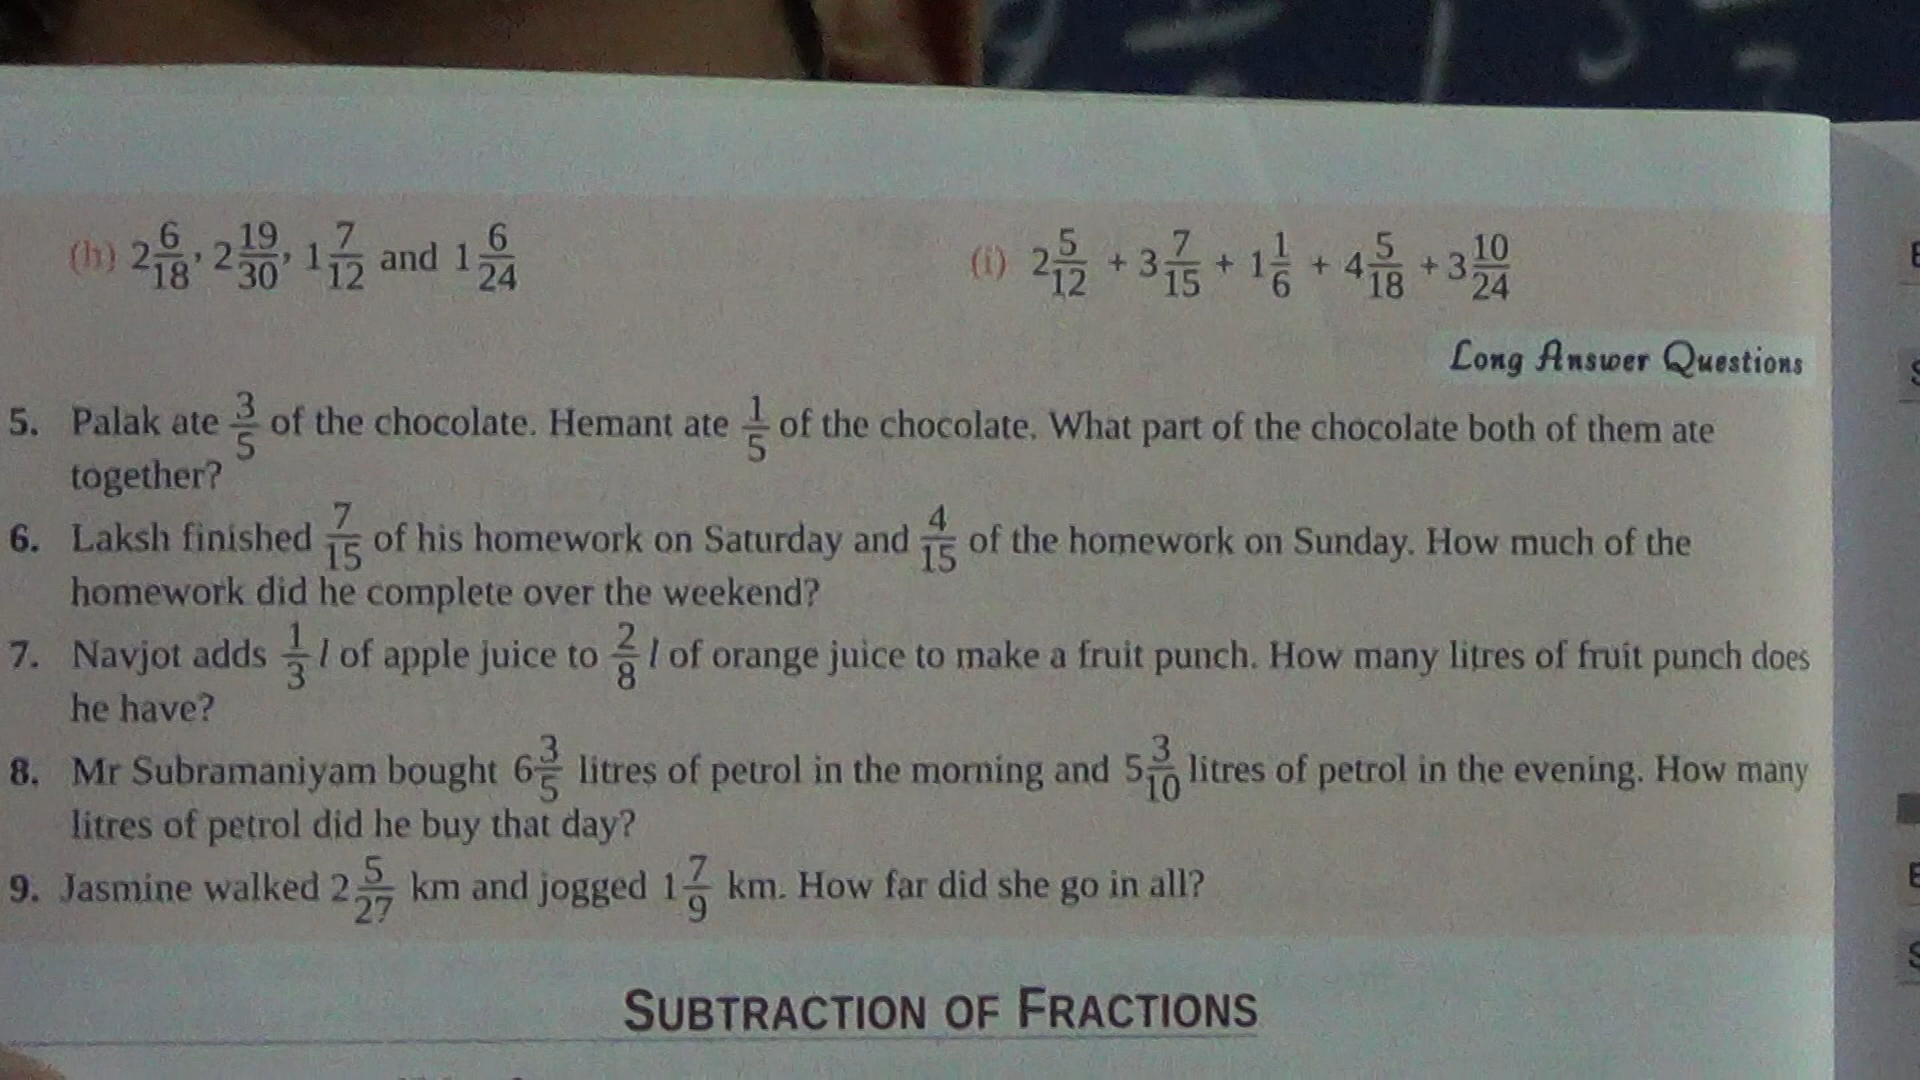 (h) 2 6/18, 2 19/30, 1 7/12 and 1 6/24
(i) 2 5/12 + 3 7/15 + 1 1/6 + 4 5/18 + 3 10/24
Long Answer Questions
5. Palak ate 3/5 of the chocolate. Hemant ate 1/5 of the chocolate. What part of the chocolate both of them ate
together?
6. Laksh finished 7/15 of his homework on Saturday and 4/15 of the homework on Sunday. How much of the
homework did he complete over the weekend?
7. Navjot adds 1/3 l of apple juice to 2/8 l of orange juice to make a fruit punch. How many litres of fruit punch does
he have?
8. Mr Subramaniyam bought 6 3/5 litres of petrol in the morning and 5 3/10 litres of petrol in the evening. How many
litres of petrol did he buy that day?
9. Jasmine walked 2 5/27 km and jogged 1 7/9 km. How far did she go in all?
SUBTRACTION OF FRACTIONS